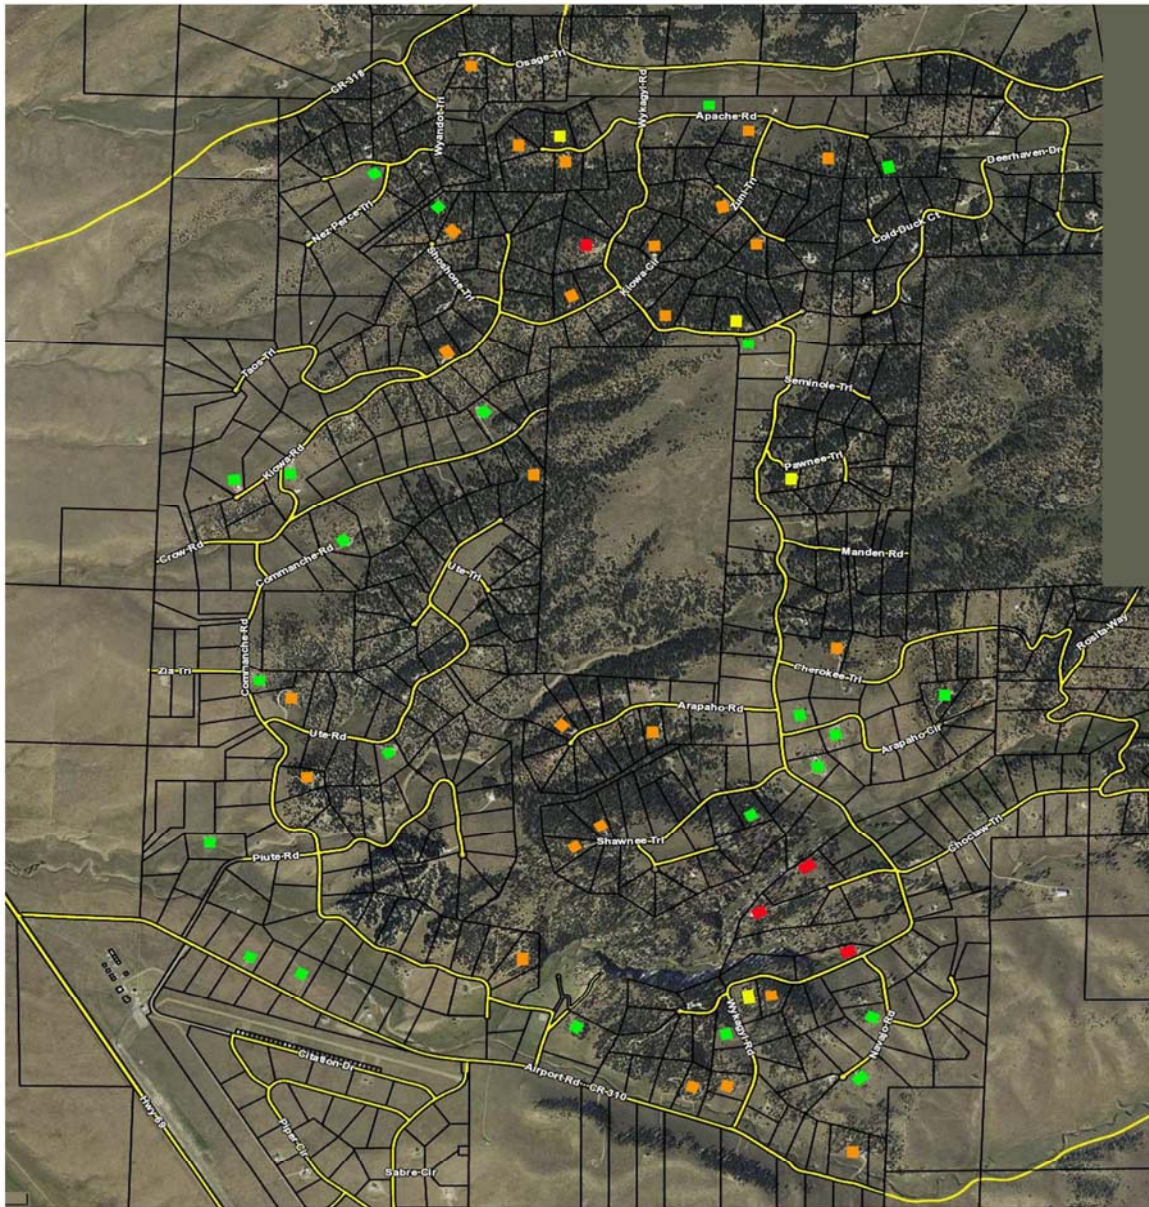 Osage-Trl
CR-318
Wykagyl-Rd
Wyandot-Trl
Apache-Rd
Deerhaven-Dr
Zuni-Trl
Nez-Perce-Trl
Cold-Duck Ct
Shoshone-Trl
Kiowa-Cir
Taos-Trl
Seminole-Trl
Kiowa-Rd
Pawnee-Trl
Crow-Rd
Commanche-Rd
Manden-Rd
Ute-Trl
Commanche-Rd
Rosita-Way
Zia-Trl
Cherokee-Trl
Arapaho-Rd
Ute-Rd
Arapaho-Cir
Choctaw-Trl
Shawnee-Trl
Piute-Rd
Wykagyl-Rd
Navajo-Rd
Citation-Dr
Airport-Rd---CR-310
Hwy-69
Piper-Cir
Sabre-Cir